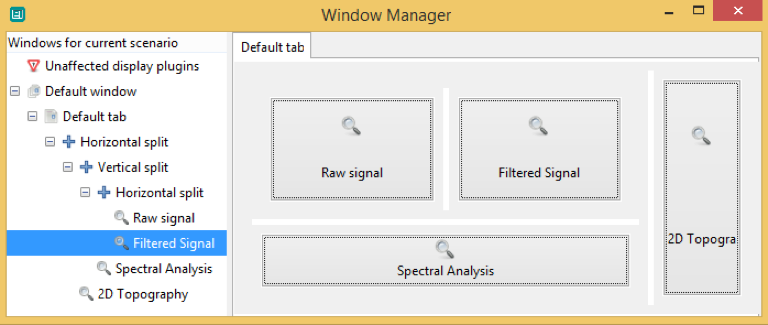 Window Manager
Windows for current scenario
Unaffected display plugins
Default window
Default tab
Horizontal split
Vertical split
Horizontal split
Raw signal
Filtered Signal
Spectral Analysis
2D Topography
Default tab
Raw signal
Filtered Signal
2D Topogra
Spectral Analysis